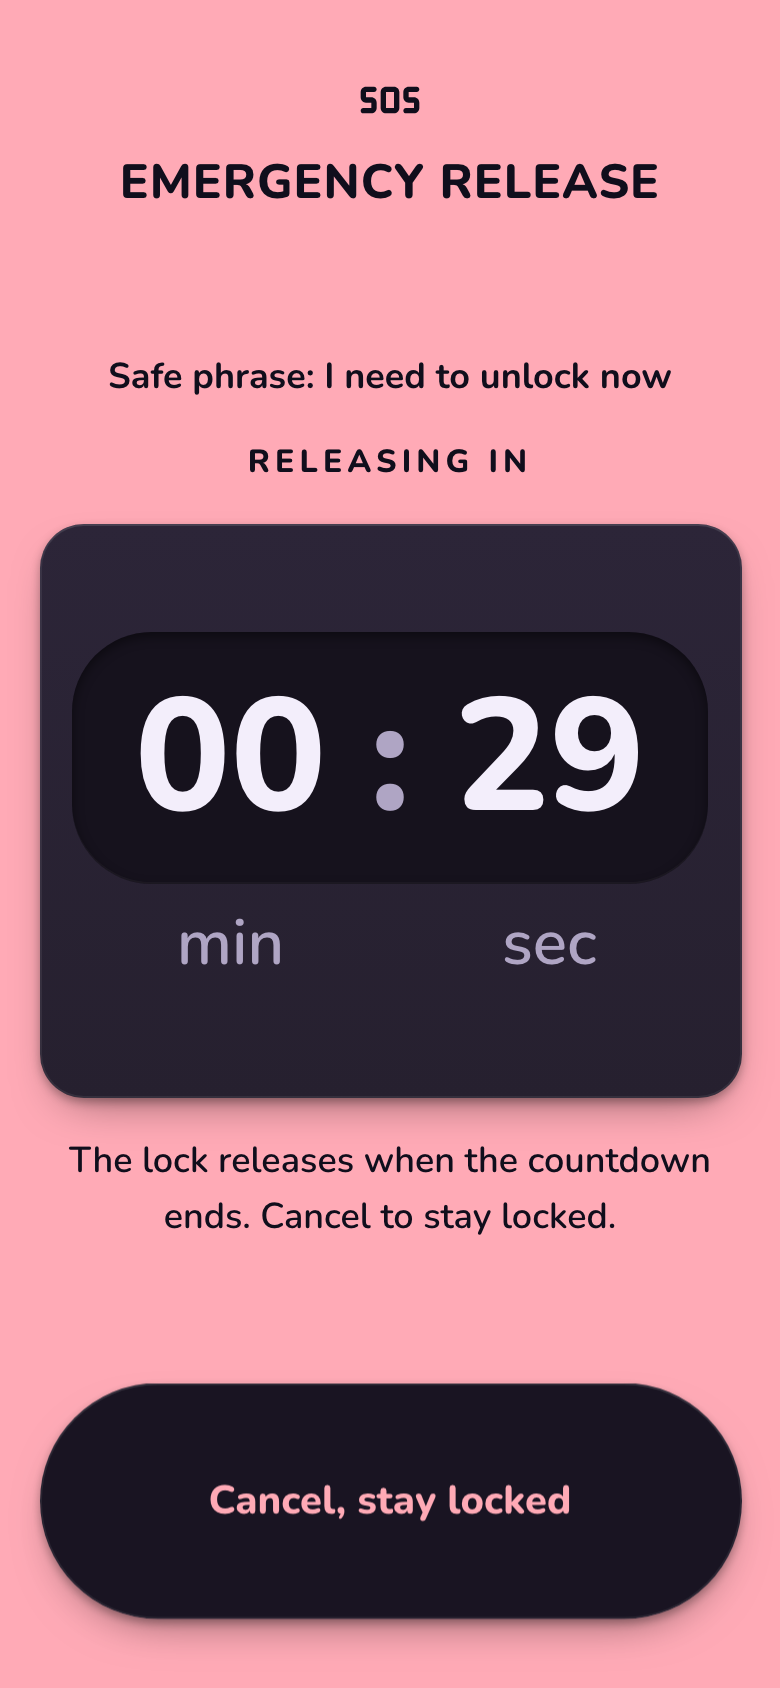 SOS
EMERGENCY RELEASE
Safe phrase: I need to unlock now
RELEASING IN
00 : 29
min sec
The lock releases when the countdown
ends. Cancel to stay locked.
Cancel, stay locked